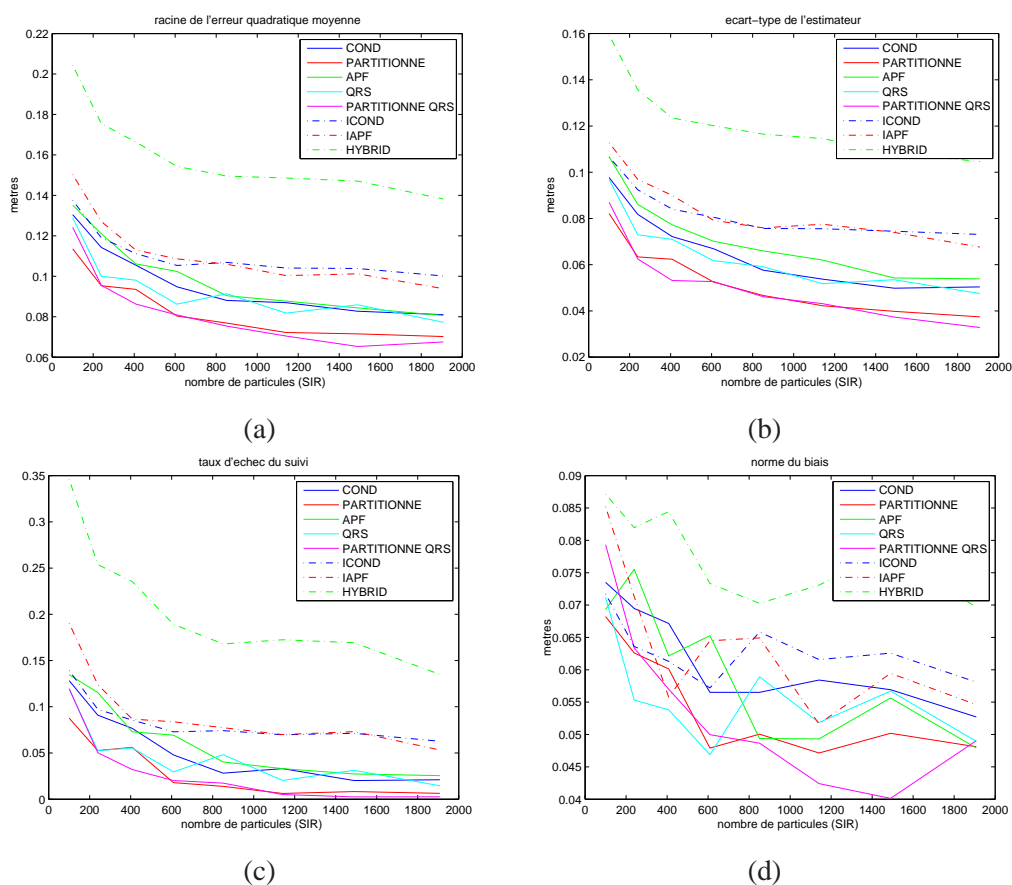 racine de l'erreur quadratique moyenne
0.22
0.2
0.18
0.16
0.14
0.12
0.1
0.08
0.06
metres
0 200 400 600 800 1000 1200 1400 1600 1800 2000
nombre de particules (SIR)
COND
PARTITIONNE
APF
QRS
PARTITIONNE QRS
ICOND
IAPF
HYBRID
(a)
ecart−type de l'estimateur
0.16
0.14
0.12
0.1
0.08
0.06
0.04
0.02
metres
0 200 400 600 800 1000 1200 1400 1600 1800 2000
nombre de particules (SIR)
COND
PARTITIONNE
APF
QRS
PARTITIONNE QRS
ICOND
IAPF
HYBRID
(b)
taux d'echec du suivi
0.35
0.3
0.25
0.2
0.15
0.1
0.05
0
0 200 400 600 800 1000 1200 1400 1600 1800 2000
nombre de particules (SIR)
COND
PARTITIONNE
APF
QRS
PARTITIONNE QRS
ICOND
IAPF
HYBRID
(c)
norme du biais
0.09
0.085
0.08
0.075
0.07
0.065
0.06
0.055
0.05
0.045
0.04
metres
0 200 400 600 800 1000 1200 1400 1600 1800 2000
nombre de particules (SIR)
COND
PARTITIONNE
APF
QRS
PARTITIONNE QRS
ICOND
IAPF
HYBRID
(d)